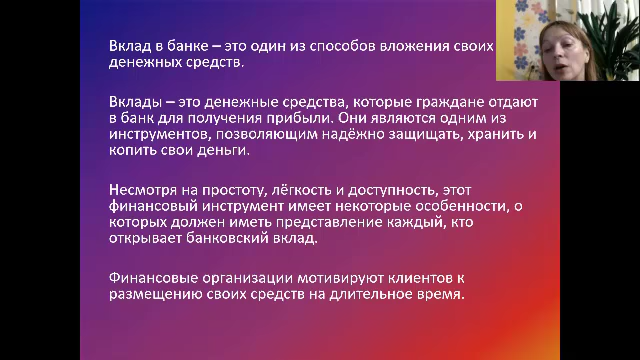 Вклад в банке – это один из способов вложения своих
денежных средств.
Вклады – это денежные средства, которые граждане отдают
в банк для получения прибыли. Они являются одним из
инструментов, позволяющим надёжно защищать, хранить и
копить свои деньги.
Несмотря на простоту, лёгкость и доступность, этот
финансовый инструмент имеет некоторые особенности, о
которых должен иметь представление каждый, кто
открывает банковский вклад.
Финансовые организации мотивируют клиентов к
размещению своих средств на длительное время.